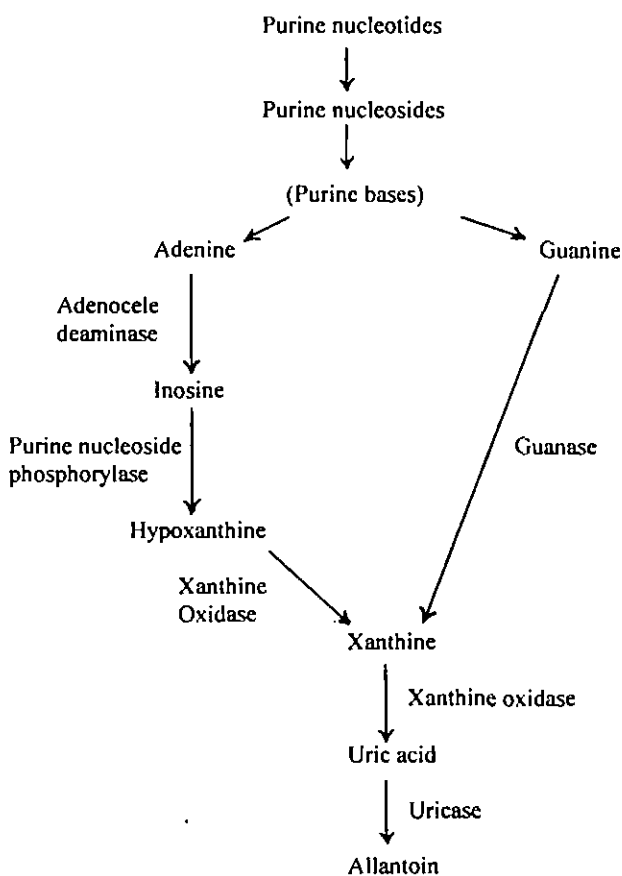 Purine nucleotides
Purine nucleosides
(Purine bases)
Adenine
Guanine
Adenocele
deaminase
Inosine
Purine nucleoside
phosphorylase
Guanase
Hypoxanthine
Xanthine
Oxidase
Xanthine
Xanthine oxidase
Uric acid
Uricase
Allantoin